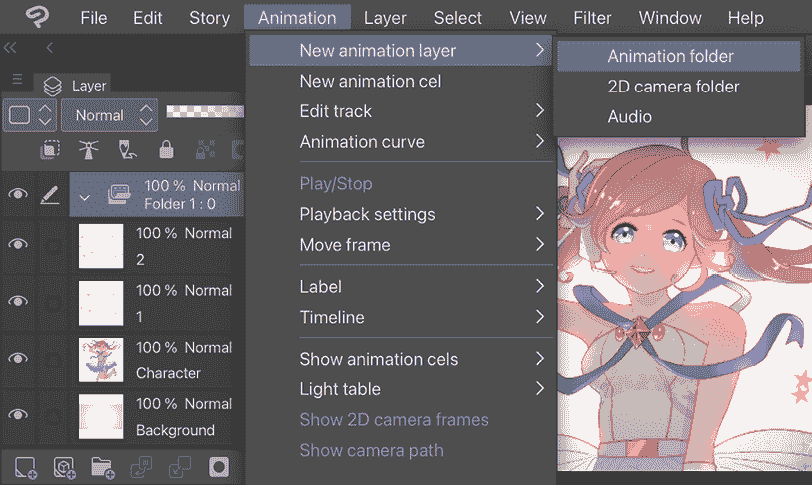 File Edit Story Animation Layer Select View Filter Window Help
Layer
Normal
100 % Normal
Folder 1 : 0
100 % Normal
2
100 % Normal
1
100 % Normal
Character
100 % Normal
Background
New animation layer
New animation cel
Edit track
Animation curve
Play/Stop
Playback settings
Move frame
Label
Timeline
Show animation cels
Light table
Show 2D camera frames
Show camera path
Animation folder
2D camera folder
Audio